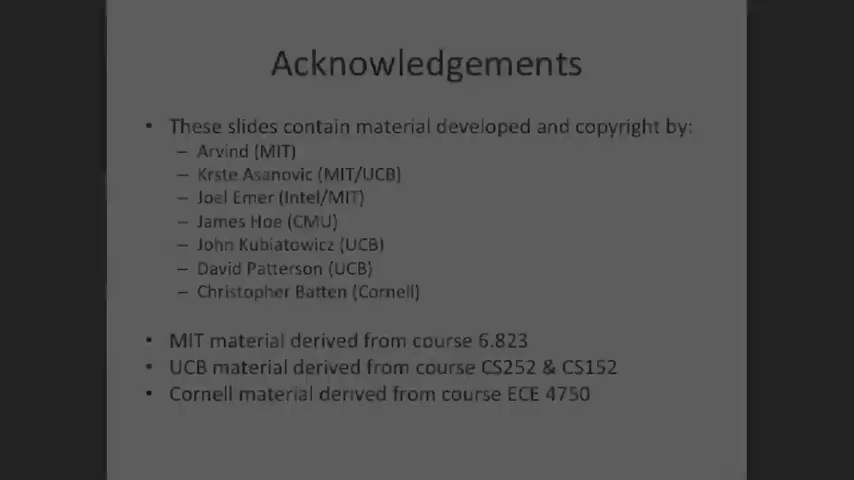 Acknowledgements
• These slides contain material developed and copyright by:
– Arvind (MIT)
– Krste Asanovic (MIT/UCB)
– Joel Emer (Intel/MIT)
– James Hoe (CMU)
– John Kubiatowicz (UCB)
– David Patterson (UCB)
– Christopher Batten (Cornell)
• MIT material derived from course 6.823
• UCB material derived from course CS252 & CS152
• Cornell material derived from course ECE 4750